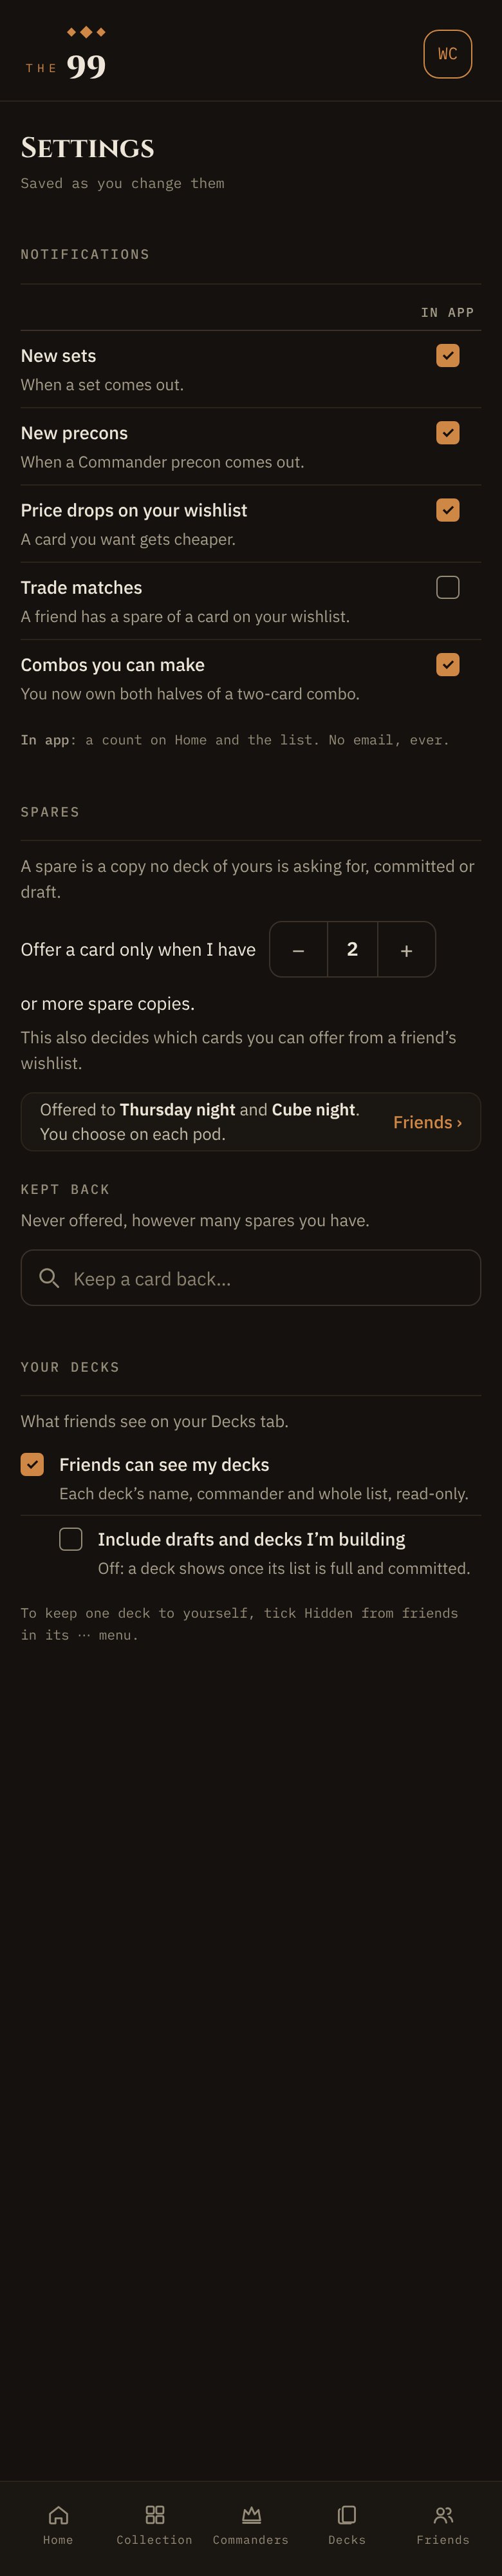 THE 99
WC
Settings
Saved as you change them
NOTIFICATIONS
IN APP
New sets
When a set comes out.
New precons
When a Commander precon comes out.
Price drops on your wishlist
A card you want gets cheaper.
Trade matches
A friend has a spare of a card on your wishlist.
Combos you can make
You now own both halves of a two-card combo.
In app: a count on Home and the list. No email, ever.
SPARES
A spare is a copy no deck of yours is asking for, committed or
draft.
Offer a card only when I have − 2 +
or more spare copies.
This also decides which cards you can offer from a friend’s
wishlist.
Offered to Thursday night and Cube night.
You choose on each pod.
Friends ›
KEPT BACK
Never offered, however many spares you have.
Keep a card back…
YOUR DECKS
What friends see on your Decks tab.
Friends can see my decks
Each deck’s name, commander and whole list, read-only.
Include drafts and decks I’m building
Off: a deck shows once its list is full and committed.
To keep one deck to yourself, tick Hidden from friends
in its ⋯ menu.
Home Collection Commanders Decks Friends